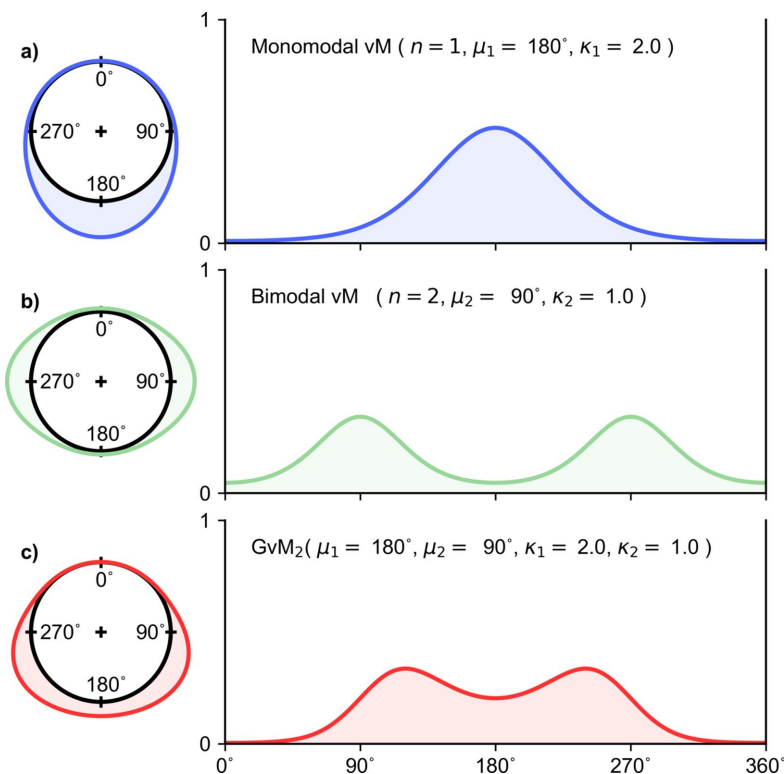 a)
0°
270°
90°
180°
1
Monomodal vM ( n = 1, μ₁ = 180°, κ₁ = 2.0 )
0
b)
0°
270°
90°
180°
1
Bimodal vM ( n = 2, μ₂ = 90°, κ₂ = 1.0 )
0
c)
0°
270°
90°
180°
1
GvM₂( μ₁ = 180°, μ₂ = 90°, κ₁ = 2.0, κ₂ = 1.0 )
0
0° 90° 180° 270° 360°